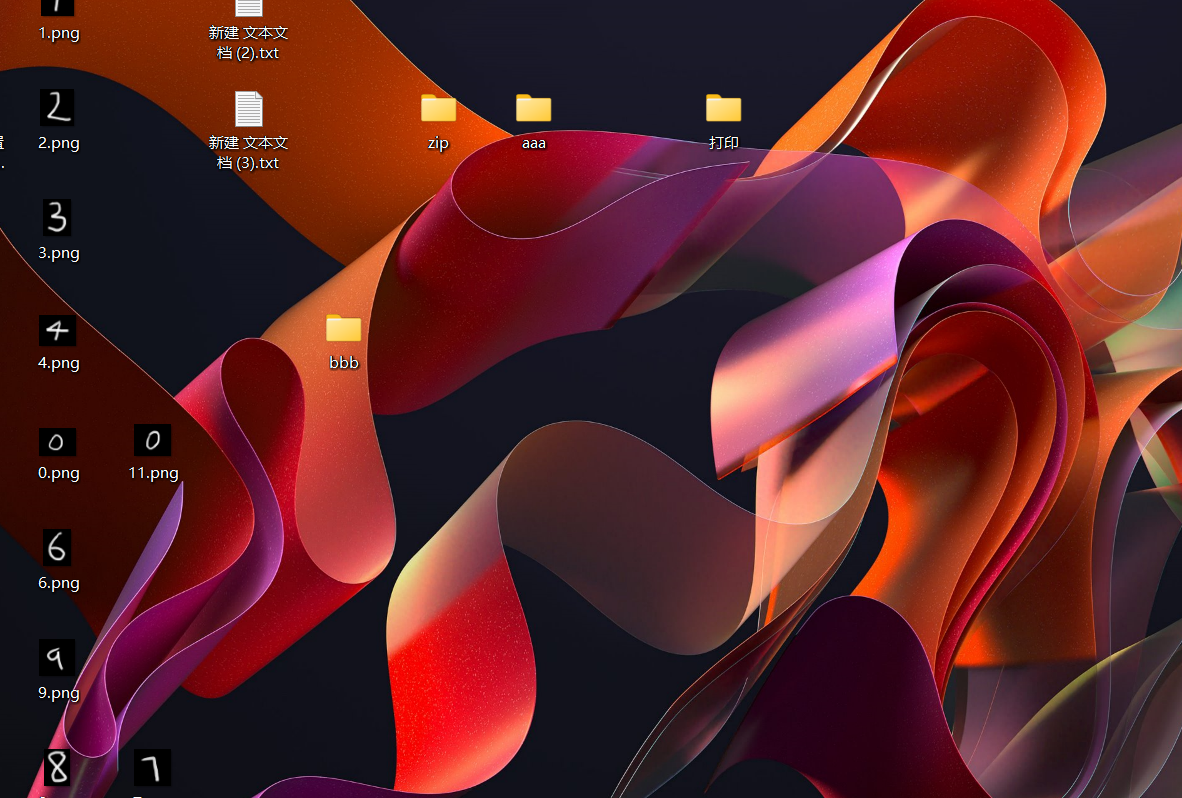 1.png
新建 文本文
档 (2).txt
2
2.png
新建 文本文
档 (3).txt
zip
aaa
打印
3
3.png
4
4.png
bbb
0
0.png
0
11.png
6
6.png
9
9.png
8
7